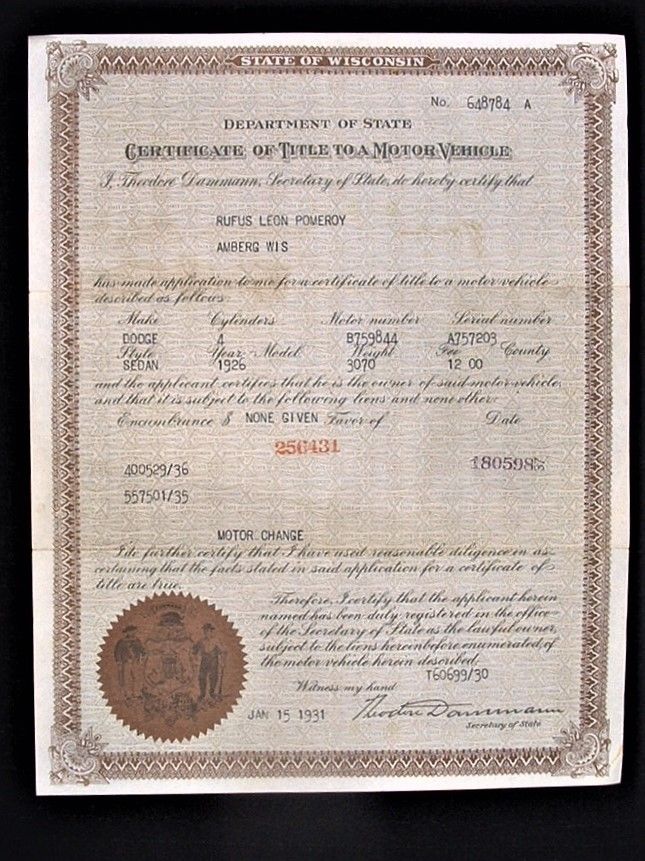 STATE OF WISCONSIN
No. 648784 A
DEPARTMENT OF STATE
CERTIFICATE OF TITLE TO A MOTOR VEHICLE
I, Theodore Dammann, Secretary of State, do hereby certify that
RUFUS LEON POMEROY
AMBERG WIS
has made application to me for a certificate of title to a motor vehicle
described as follows:
Make Cylinders Motor number Serial number
DODGE 4 B759844 A757203
Style Year Model Weight Fee County
SEDAN 1926 3070 12 00
and the applicant certifies that he is the owner of said motor vehicle,
and that it is subject to the following liens and none other:
Encumbrance $ NONE GIVEN Favor of Date
256431
400529/36 180598
557501/35
MOTOR CHANGE
I do further certify that I have used reasonable diligence in as-
certaining that the facts stated in said application for a certificate of
title are true.
Therefore, I certify that the applicant herein
named has been duly registered in the office
of the Secretary of State as the lawful owner,
subject to the liens hereinbefore enumerated, of
the motor vehicle herein described.
T60699/30
Witness my hand
JAN 15 1931 Theodore Dammann
Secretary of State